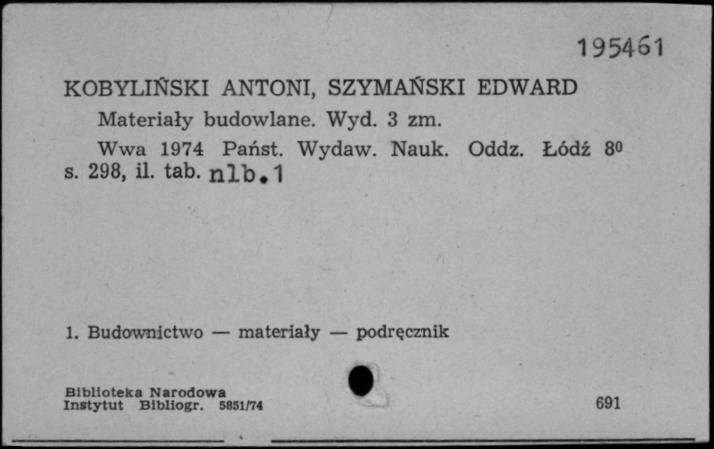 195461
KOBYLIŃSKI ANTONI, SZYMAŃSKI EDWARD
Materiały budowlane. Wyd. 3 zm.
Wwa 1974 Państ. Wydaw. Nauk. Oddz. Łódź 8⁰
s. 298, il. tab. nlb.1
1. Budownictwo — materiały — podręcznik
Biblioteka Narodowa
Instytut Bibliogr. 5851/74
691